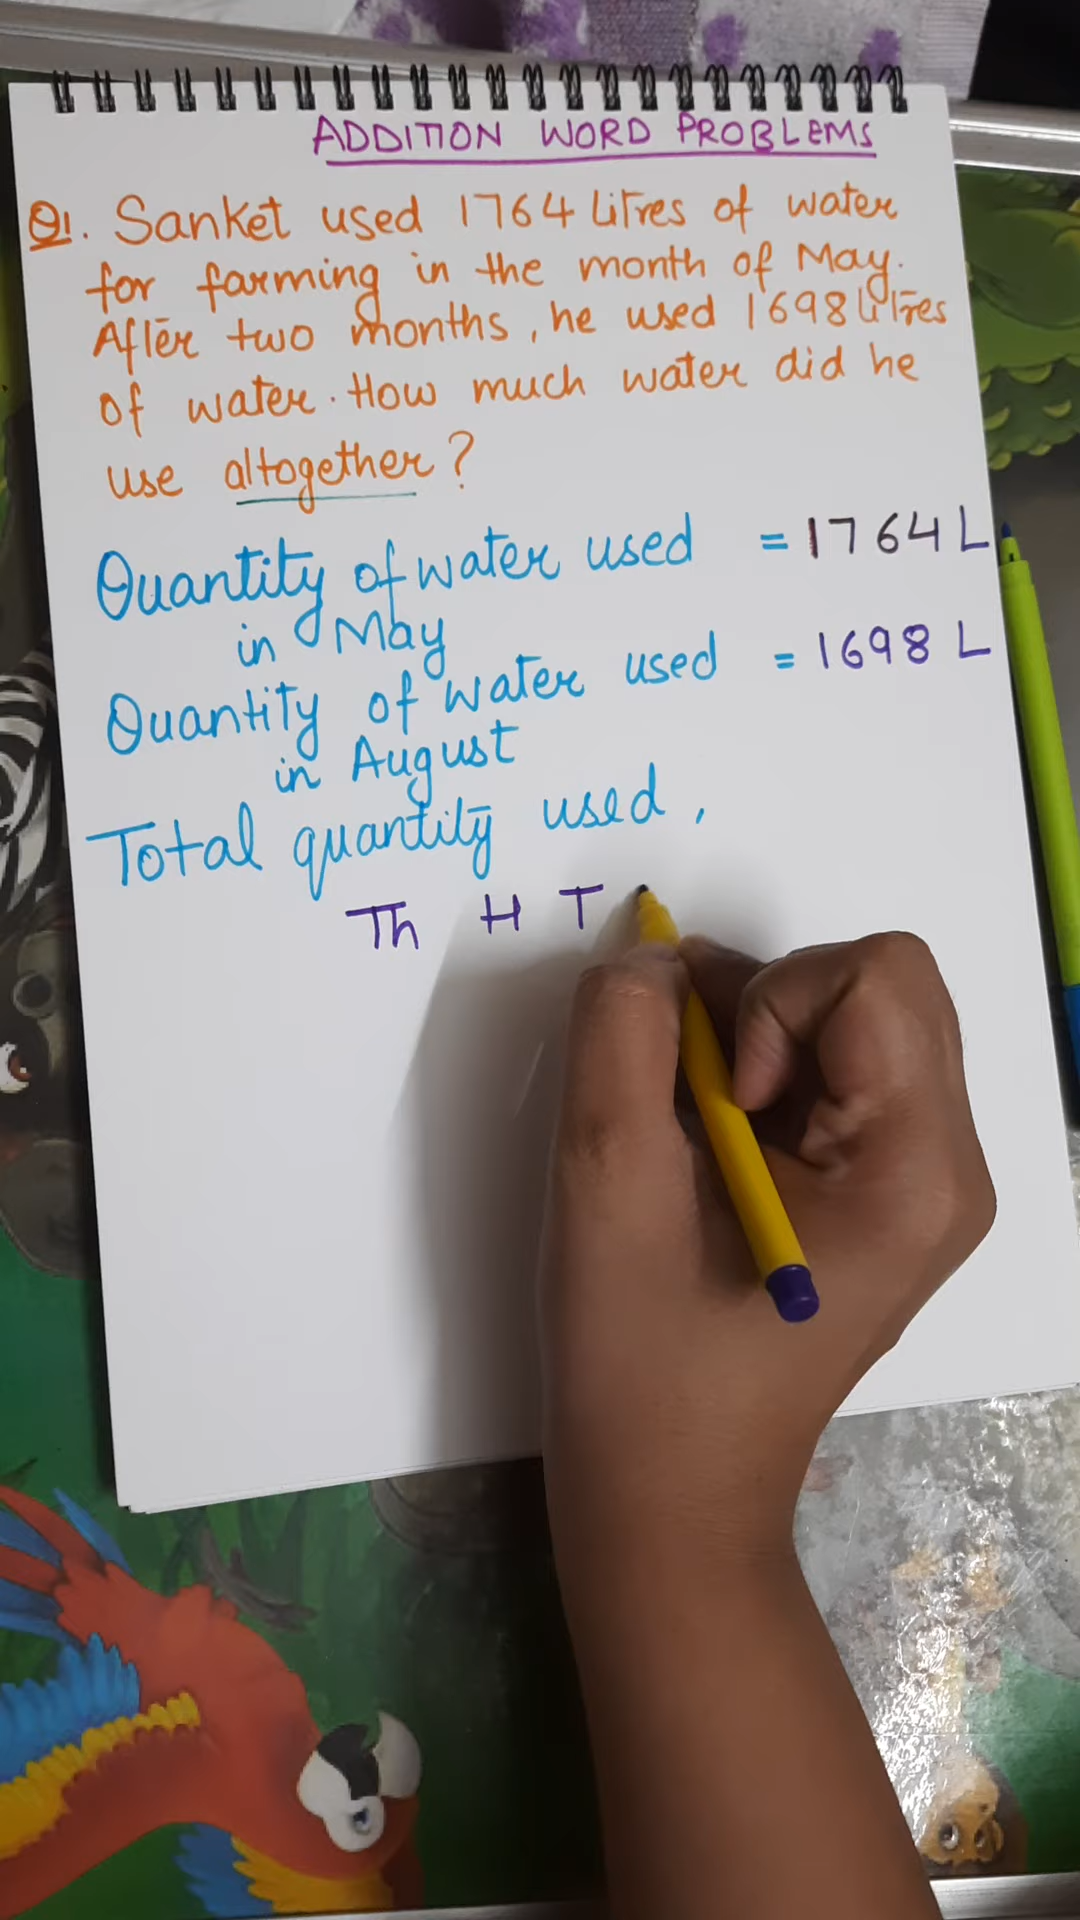 ADDITION WORD PROBLEMS
Q1. Sanket used 1764 Litres of water
for farming in the month of May.
After two months, he used 1698 Litres
of water. How much water did he
use altogether?
Quantity of water used = 1764 L
in May
Quantity of water used = 1698 L
in August
Total quantity used,
Th H T